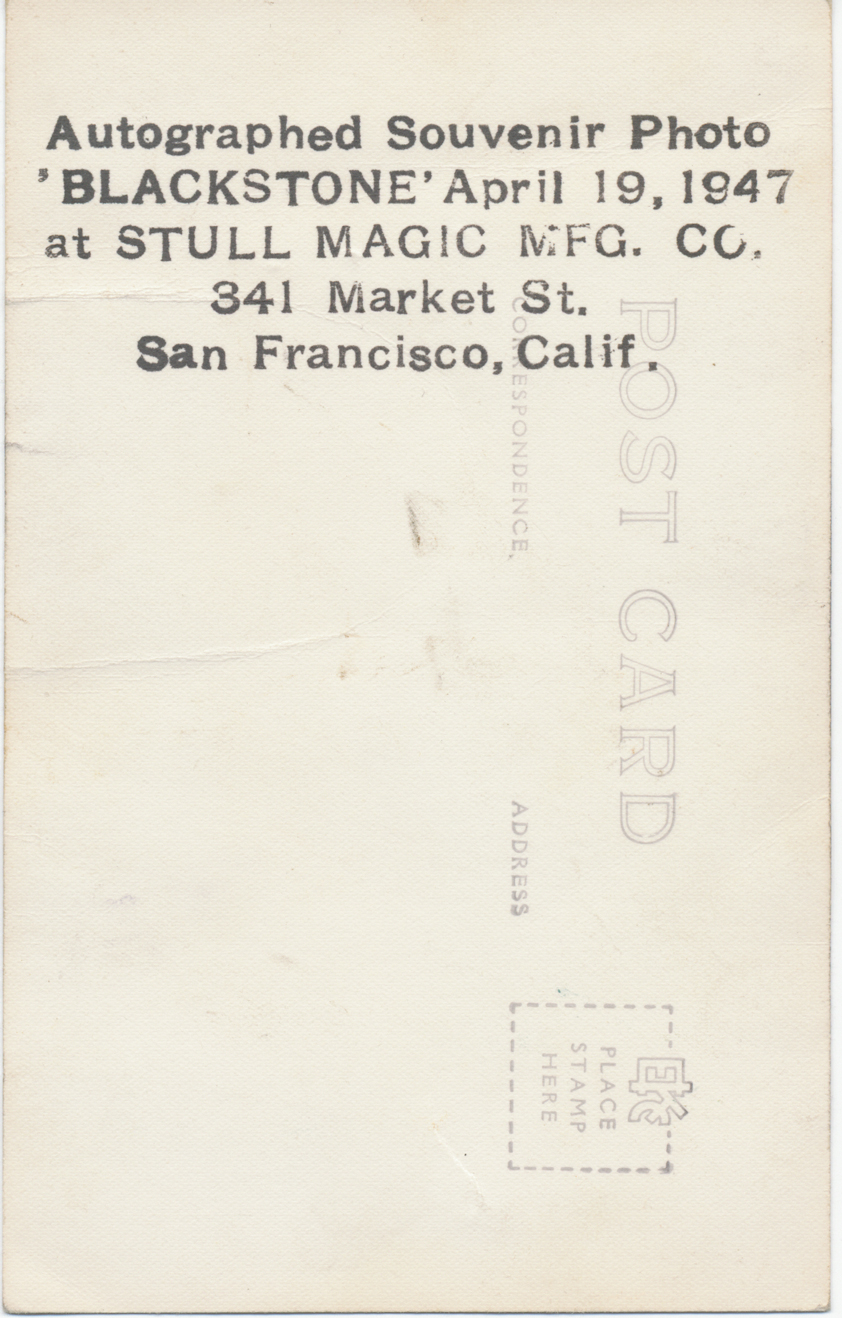 Autographed Souvenir Photo
'BLACKSTONE' April 19, 1947
at STULL MAGIC MFG. CO.
341 Market St.
San Francisco, Calif.
POST CARD
CORRESPONDENCE
ADDRESS
EKC
PLACE
STAMP
HERE